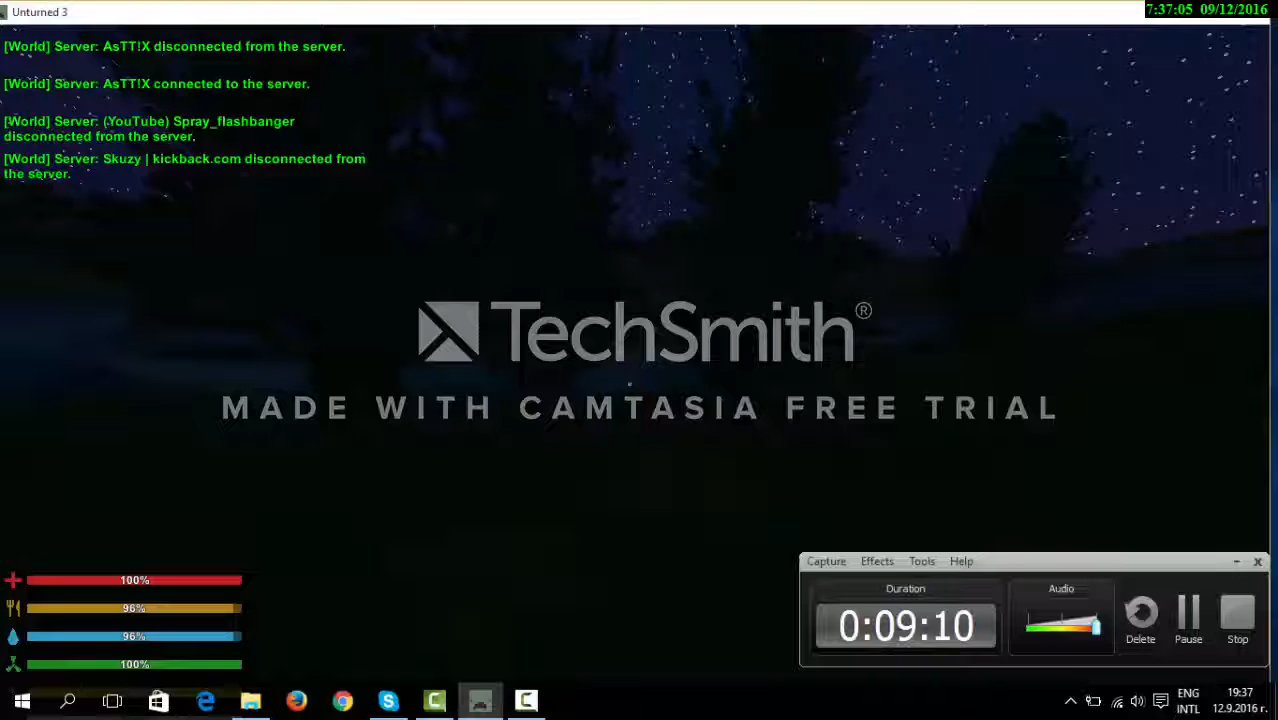 Unturned 3
7:37:05 09/12/2016
[World] Server: AsTT!X disconnected from the server.
[World] Server: AsTT!X connected to the server.
[World] Server: (YouTube) Spray_flashbanger
disconnected from the server.
[World] Server: Skuzy | kickback.com disconnected from
the server.
TechSmith®
MADE WITH CAMTASIA FREE TRIAL
Capture Effects Tools Help
Duration
Audio
0:09:10
Delete Pause Stop
100%
96%
96%
100%
ENG
INTL
19:37
12.9.2016 г.